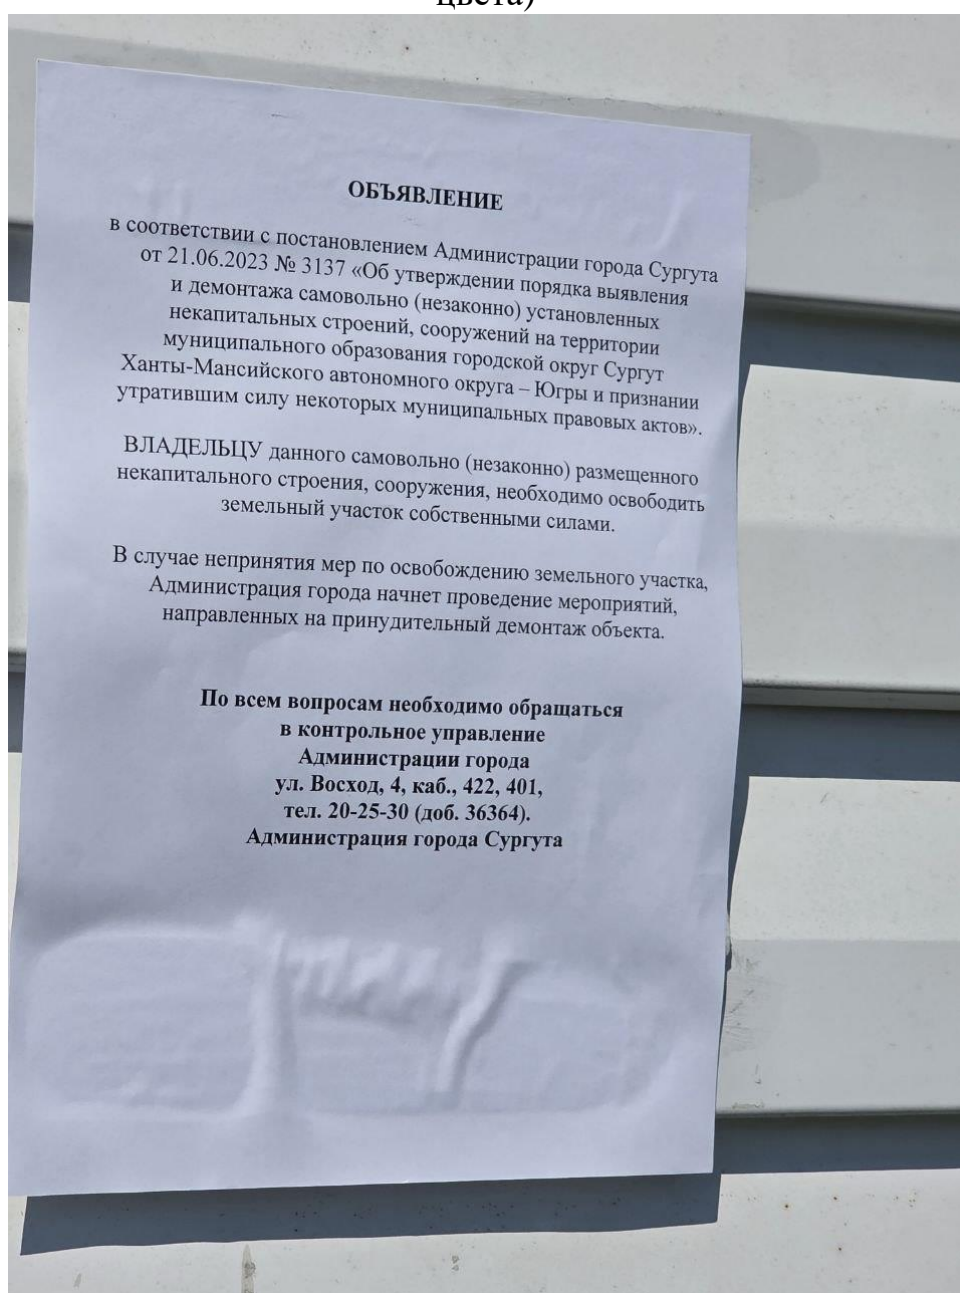 цвета)
ОБЪЯВЛЕНИЕ
в соответствии с постановлением Администрации города Сургута
от 21.06.2023 № 3137 «Об утверждении порядка выявления
и демонтажа самовольно (незаконно) установленных
некапитальных строений, сооружений на территории
муниципального образования городской округ Сургут
Ханты-Мансийского автономного округа – Югры и признании
утратившим силу некоторых муниципальных правовых актов».
ВЛАДЕЛЬЦУ данного самовольно (незаконно) размещенного
некапитального строения, сооружения, необходимо освободить
земельный участок собственными силами.
В случае непринятия мер по освобождению земельного участка,
Администрация города начнет проведение мероприятий,
направленных на принудительный демонтаж объекта.
По всем вопросам необходимо обращаться
в контрольное управление
Администрации города
ул. Восход, 4, каб., 422, 401,
тел. 20-25-30 (доб. 36364).
Администрация города Сургута